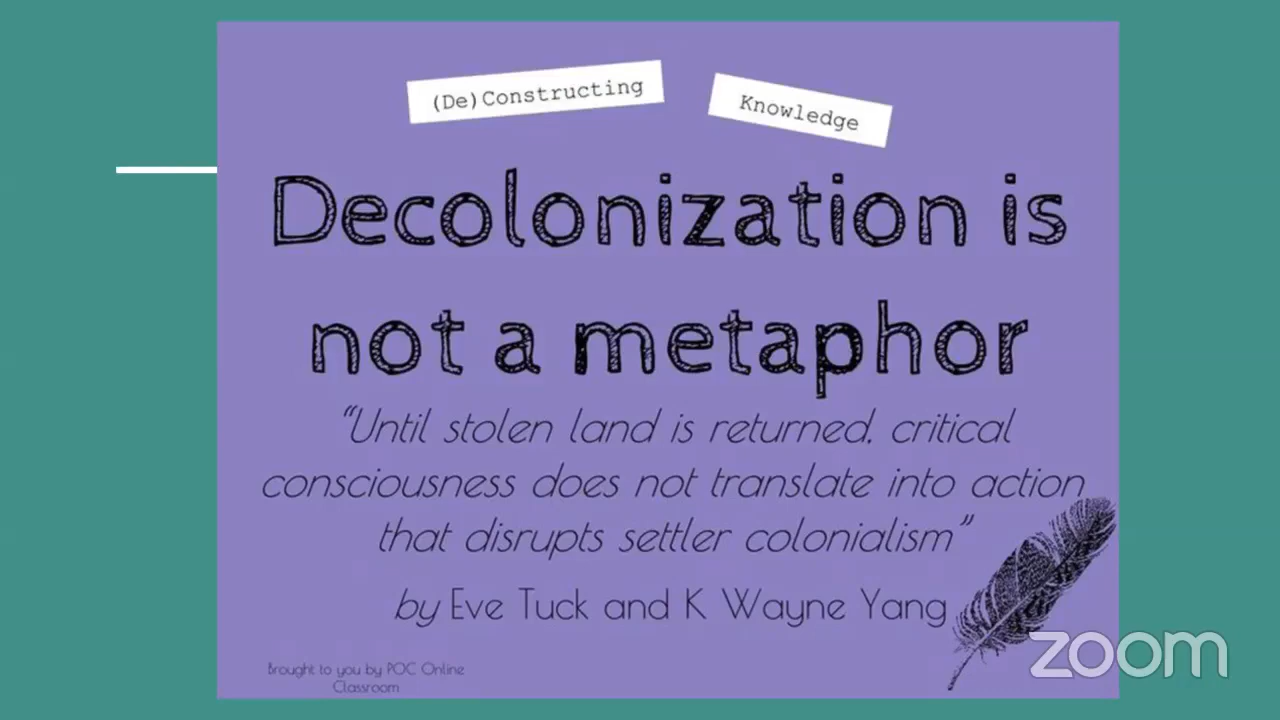 (De)Constructing Knowledge
Decolonization is
not a metaphor
“Until stolen land is returned, critical
consciousness does not translate into action
that disrupts settler colonialism”
by Eve Tuck and K Wayne Yang
Brought to you by POC Online
Classroom
zoom